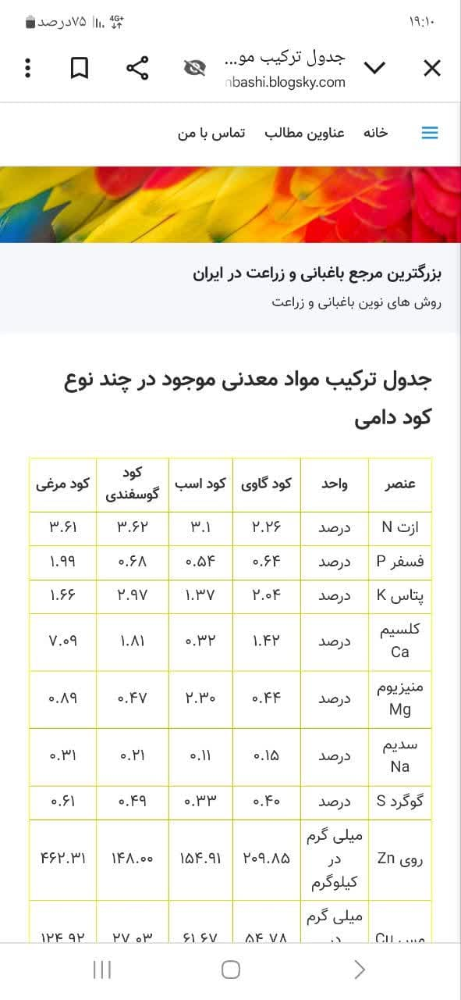 ۱۹:۱۰
4G+
۷۵درصد
جدول ترکیب مو...
nbashi.blogsky.com
خانه عناوین مطالب تماس با من
بزرگترین مرجع باغبانی و زراعت در ایران
روش های نوین باغبانی و زراعت
جدول ترکیب مواد معدنی موجود در چند نوع
کود دامی
عنصر واحد کود گاوی کود اسب کود گوسفندی کود مرغی
ازت N درصد ۲.۲۶ ۳.۱ ۳.۶۲ ۳.۶۱
فسفر P درصد ۰.۶۴ ۰.۵۴ ۰.۶۸ ۱.۹۹
پتاس K درصد ۲.۰۴ ۱.۳۷ ۲.۹۷ ۱.۶۶
کلسیم Ca درصد ۱.۴۲ ۰.۳۲ ۱.۸۱ ۷.۰۹
منیزیوم Mg درصد ۰.۴۴ ۲.۳۰ ۰.۴۷ ۰.۸۹
سدیم Na درصد ۰.۱۵ ۰.۱۱ ۰.۲۱ ۰.۳۱
گوگرد S درصد ۰.۴۰ ۰.۳۳ ۰.۴۹ ۰.۶۱
روی Zn میلی گرم در کیلوگرم ۲۰۹.۸۵ ۱۵۴.۹۱ ۱۴۸.۰۰ ۴۶۲.۳۱
مس Cu میلی گرم در ۵۴.۷۸ ۶۱.۶۷ ۲۷.۰۳ ۱۲۴.۹۲